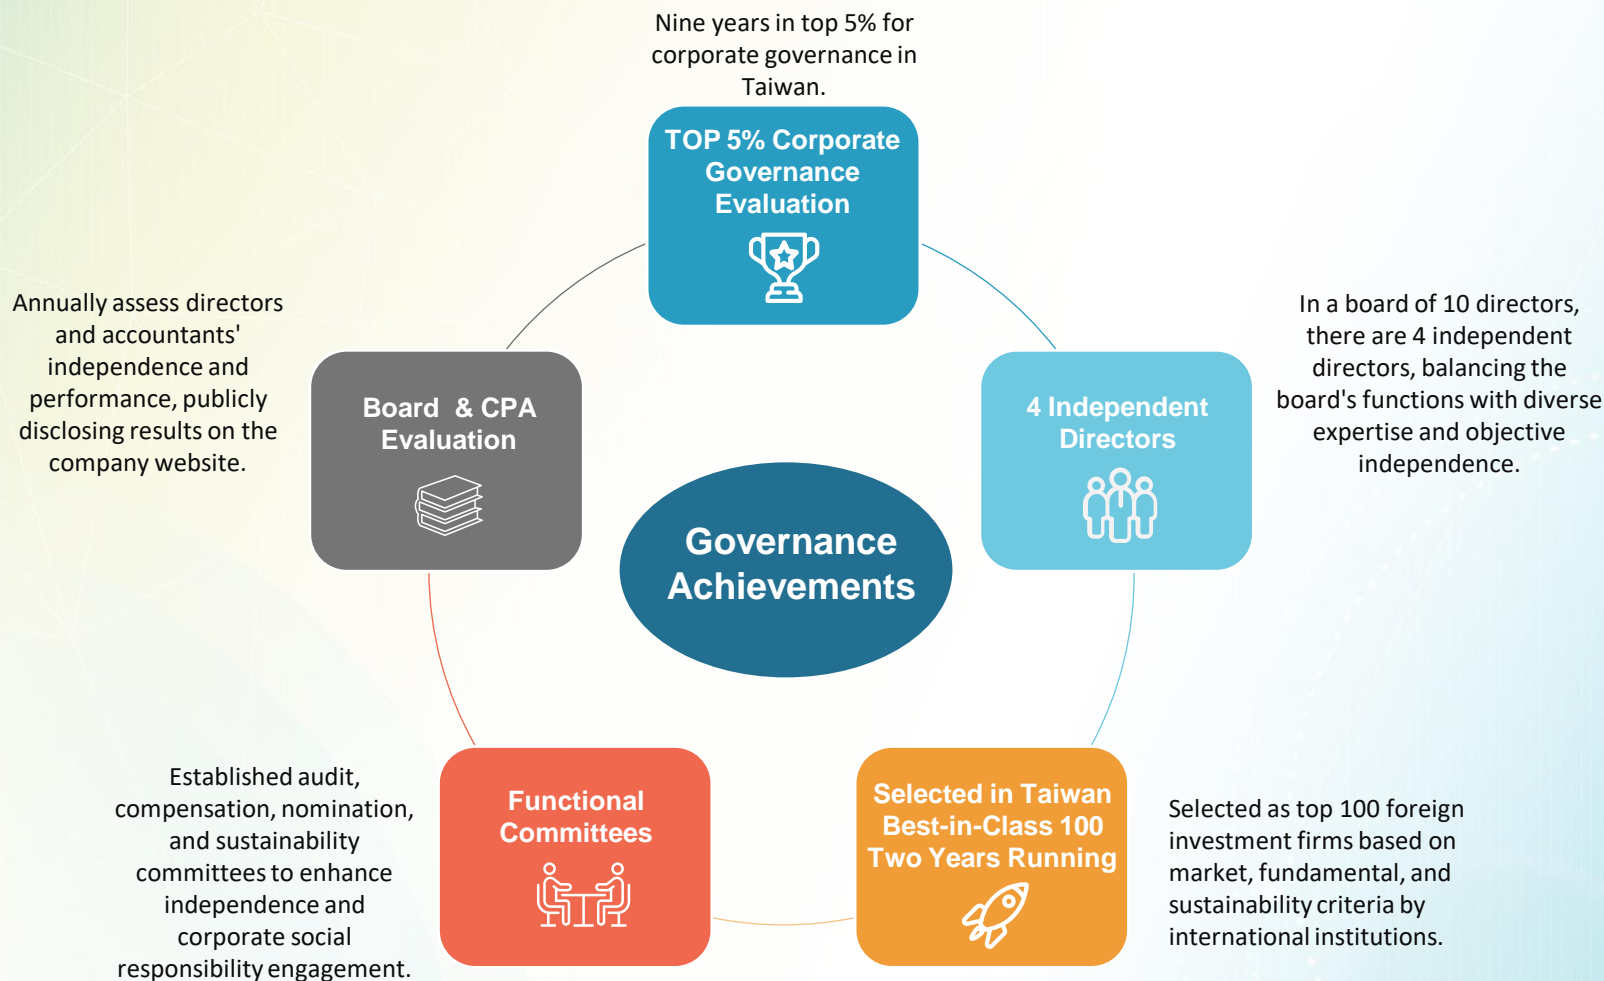 Nine years in top 5% for
corporate governance in
Taiwan.
TOP 5% Corporate
Governance
Evaluation
Annually assess directors
and accountants'
independence and
performance, publicly
disclosing results on the
company website.
Board & CPA
Evaluation
4 Independent
Directors
In a board of 10 directors,
there are 4 independent
directors, balancing the
board's functions with diverse
expertise and objective
independence.
Governance
Achievements
Established audit,
compensation, nomination,
and sustainability
committees to enhance
independence and
corporate social
responsibility engagement.
Functional
Committees
Selected in Taiwan
Best-in-Class 100
Two Years Running
Selected as top 100 foreign
investment firms based on
market, fundamental, and
sustainability criteria by
international institutions.